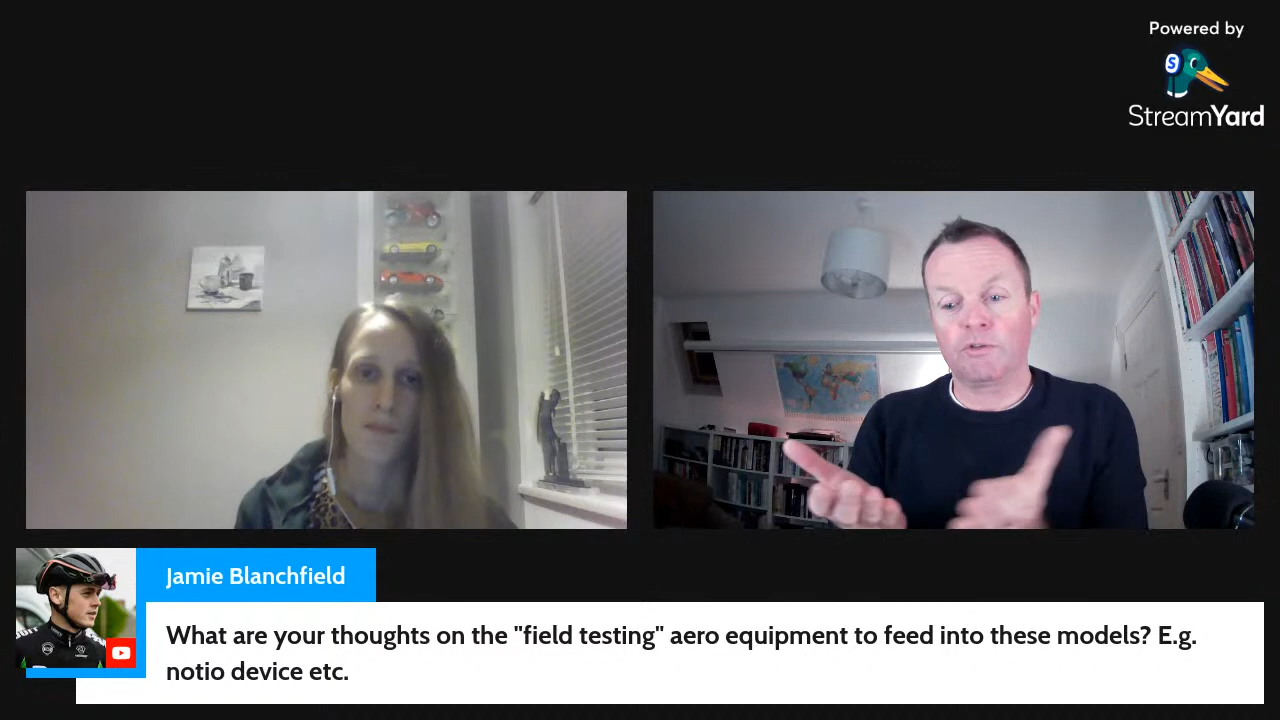 Powered by
S
StreamYard
Jamie Blanchfield
What are your thoughts on the "field testing" aero equipment to feed into these models? E.g.
notio device etc.